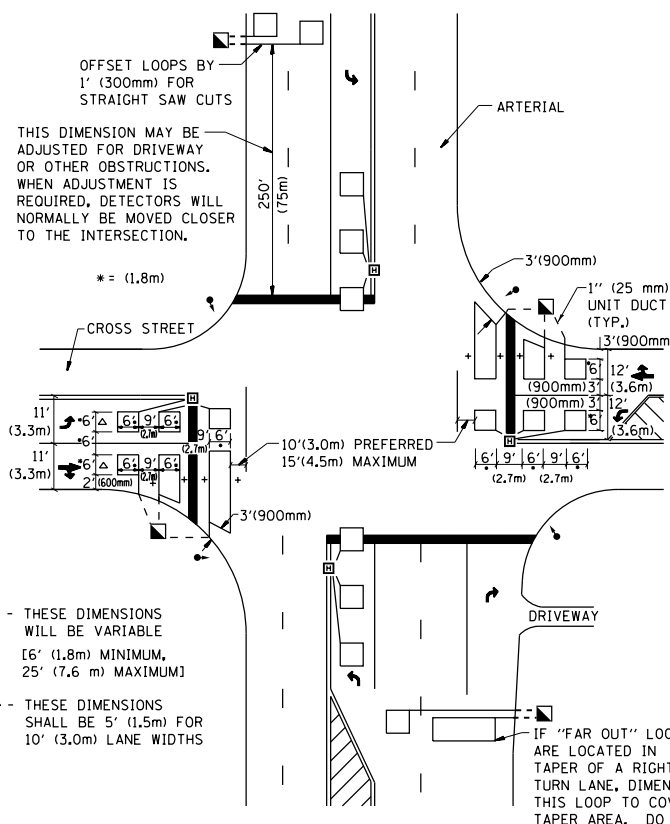 OFFSET LOOPS BY
1' (300mm) FOR
STRAIGHT SAW CUTS
THIS DIMENSION MAY BE
ADJUSTED FOR DRIVEWAY
OR OTHER OBSTRUCTIONS.
WHEN ADJUSTMENT IS
REQUIRED, DETECTORS WILL
NORMALLY BE MOVED CLOSER
TO THE INTERSECTION.
250'
(75m)
ARTERIAL
* = (1.8m)
H
3'(900mm)
1" (25 mm)
UNIT DUCT
(TYP.)
CROSS STREET
3'(900mm
+ + + +
6'
12'
(3.6m)
(900mm) 3'
(900mm) 3'
12'
6'
(3.6m)
H
6' 9' 6' 9' 6'
(2.7m) (2.7m)
H
11'
(3.3m)
*6'
6' 9' 6'
(2.7m)
9' 6'
(2.7m)
11'
(3.3m)
*6'
6' 9' 6'
(2.7m)
2' (600mm)
+ + + +
10'(3.0m) PREFERRED
15'(4.5m) MAXIMUM
3'(900mm)
H
DRIVEWAY
- THESE DIMENSIONS
WILL BE VARIABLE
[6' (1.8m) MINIMUM,
25' (7.6 m) MAXIMUM]
- THESE DIMENSIONS
SHALL BE 5' (1.5m) FOR
10' (3.0m) LANE WIDTHS
IF "FAR OUT" LOO
ARE LOCATED IN
TAPER OF A RIGHT
TURN LANE, DIMEN
THIS LOOP TO COV
TAPER AREA. DO